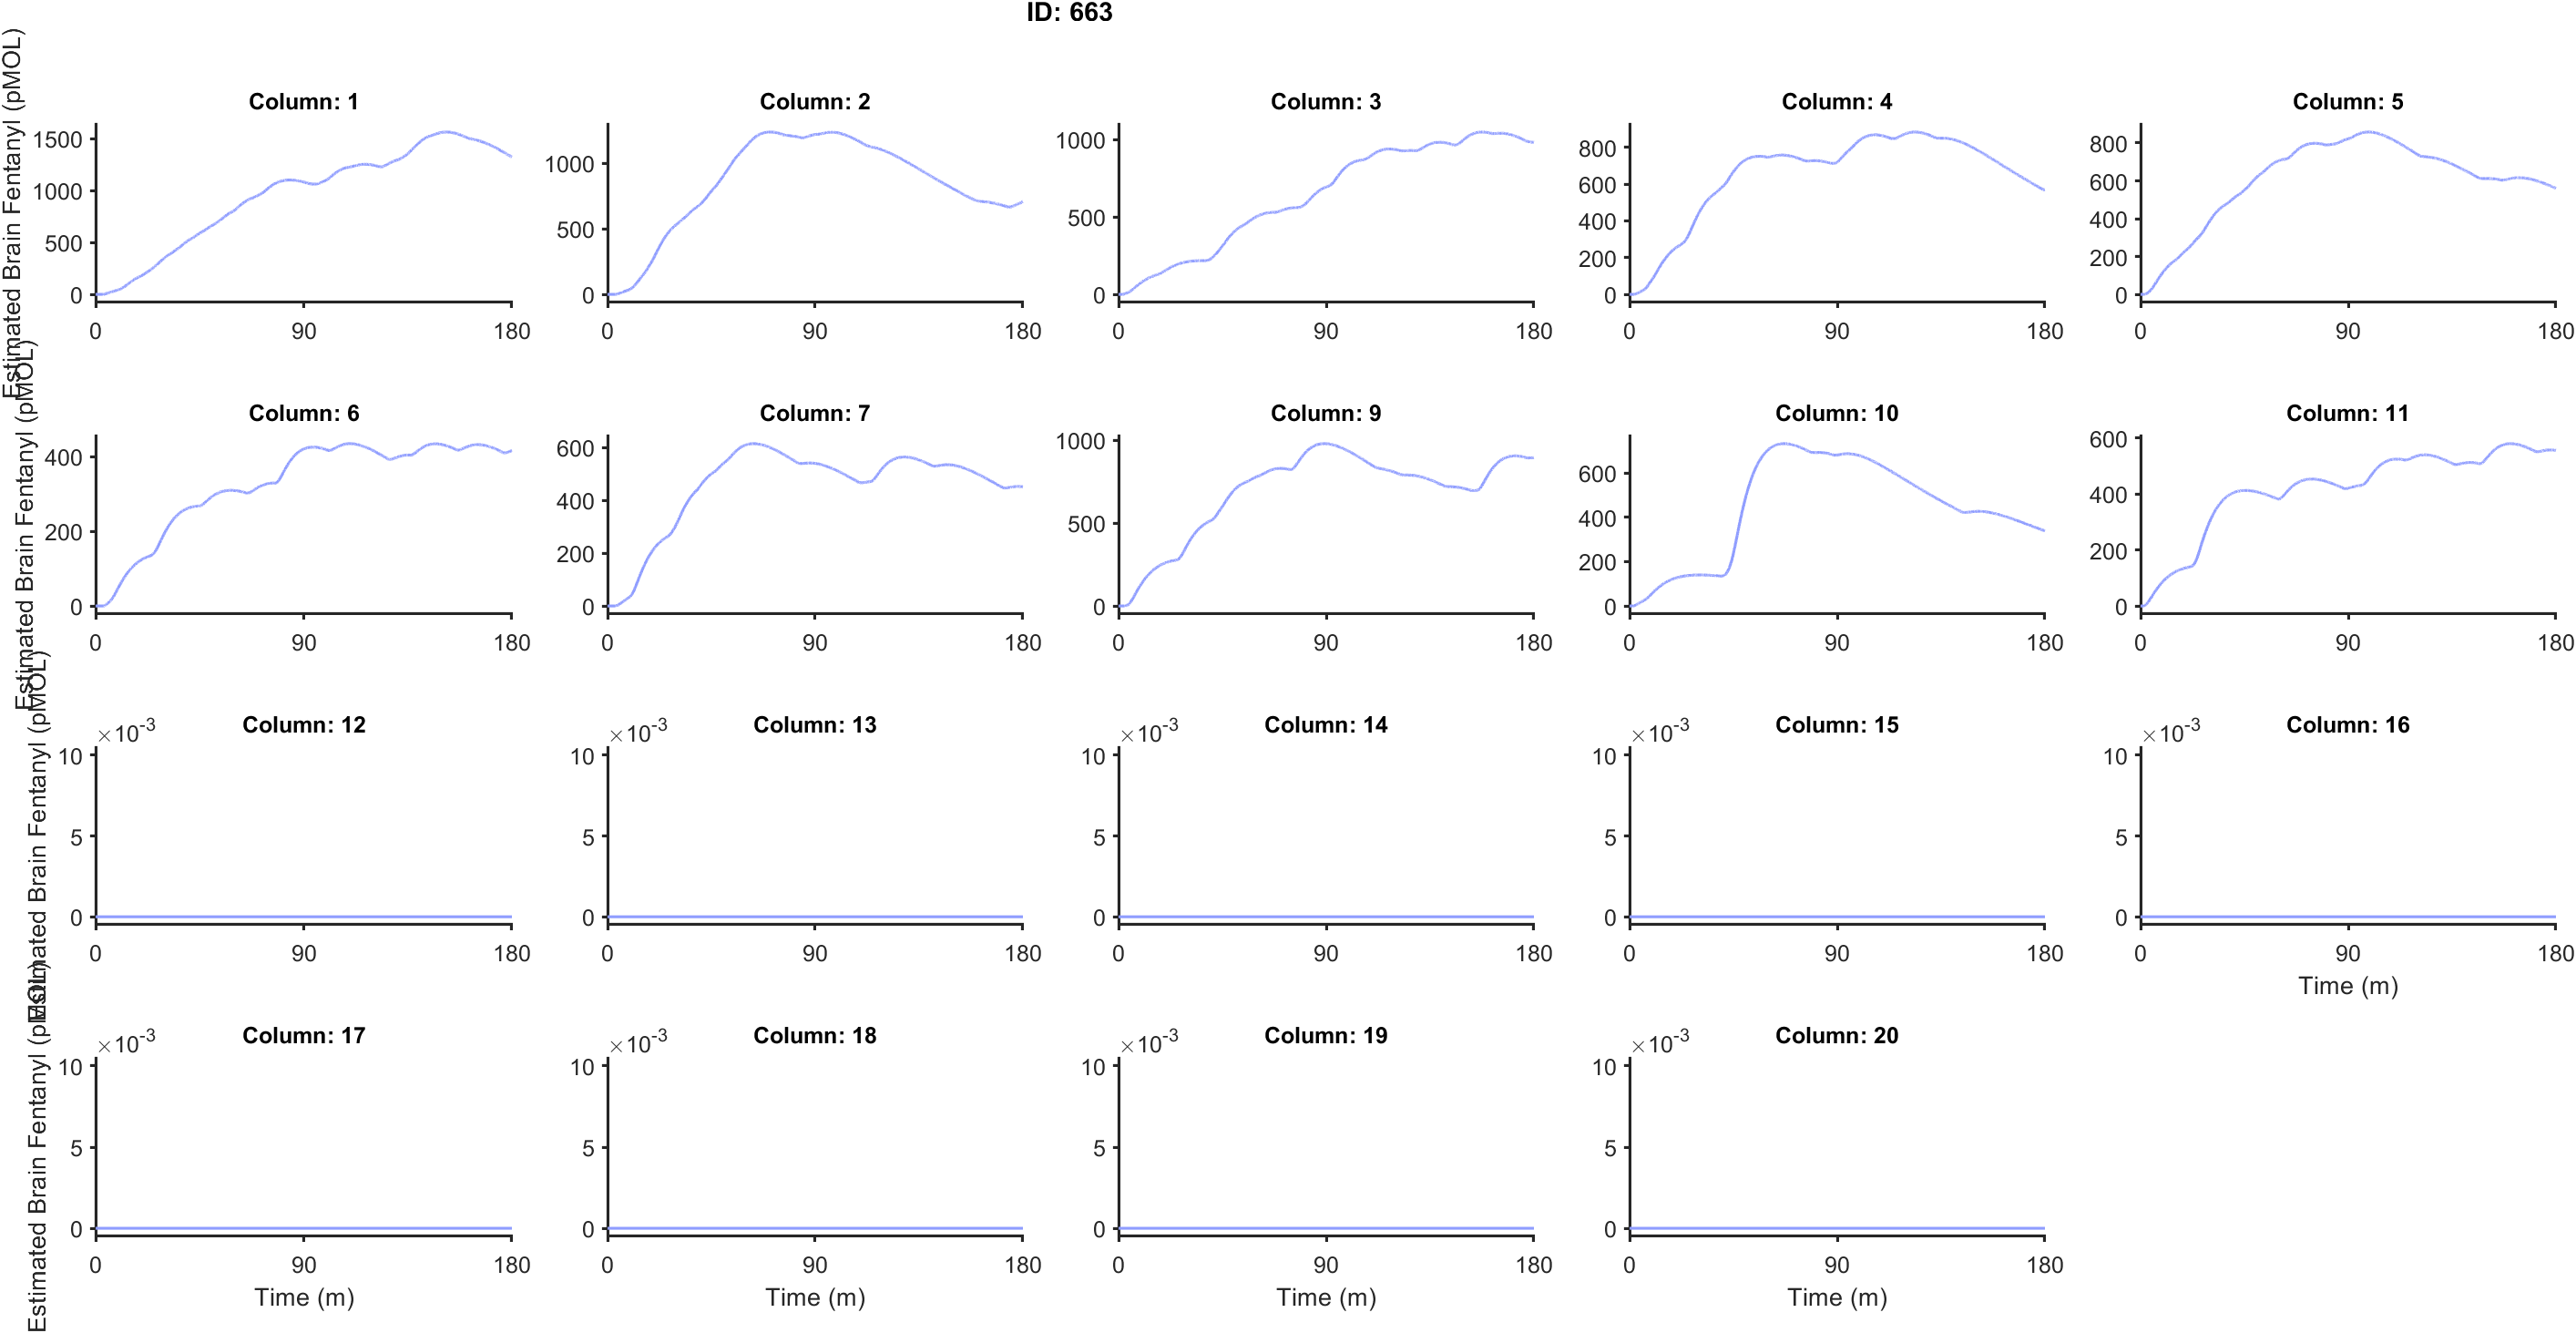 ID: 663
Estimated Brain Fentanyl (pMOL)
Column: 1
1500
1000
500
0
0 90 180
Column: 2
1000
500
0
0 90 180
Column: 3
1000
500
0
0 90 180
Column: 4
800
600
400
200
0
0 90 180
Column: 5
800
600
400
200
0
0 90 180
Estimated Brain Fentanyl (pMOL)
Column: 6
400
200
0
0 90 180
Column: 7
600
400
200
0
0 90 180
Column: 9
1000
500
0
0 90 180
Column: 10
600
400
200
0
0 90 180
Column: 11
600
400
200
0
0 90 180
Estimated Brain Fentanyl (pMOL)
Column: 12
×10-3
10
5
0
0 90 180
Column: 13
×10-3
10
5
0
0 90 180
Column: 14
×10-3
10
5
0
0 90 180
Column: 15
×10-3
10
5
0
0 90 180
Column: 16
×10-3
10
5
0
0 90 180
Time (m)
Estimated Brain Fentanyl (pMOL)
Column: 17
×10-3
10
5
0
0 90 180
Time (m)
Column: 18
×10-3
10
5
0
0 90 180
Time (m)
Column: 19
×10-3
10
5
0
0 90 180
Time (m)
Column: 20
×10-3
10
5
0
0 90 180
Time (m)